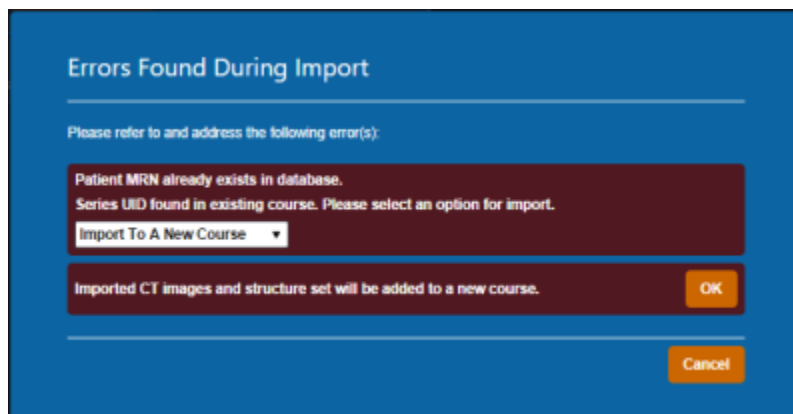 Errors Found During Import
Please refer to and address the following error(s):
Patient MRN already exists in database.
Series UID found in existing course. Please select an option for import.
Import To A New Course
Imported CT images and structure set will be added to a new course.
OK
Cancel